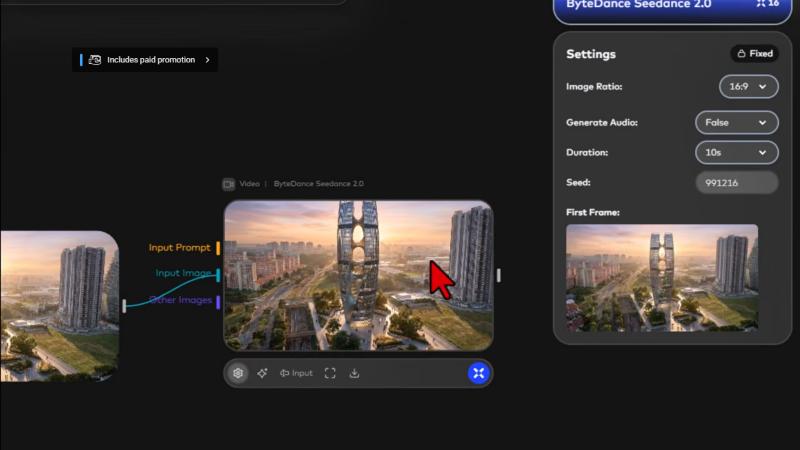 ByteDance Seedance 2.0 16
Includes paid promotion
Settings Fixed
Image Ratio: 16:9
Generate Audio: False
Duration: 10s
Seed: 991216
First Frame:
Video | ByteDance Seedance 2.0
Input Prompt
Input Image
Other Images
Input